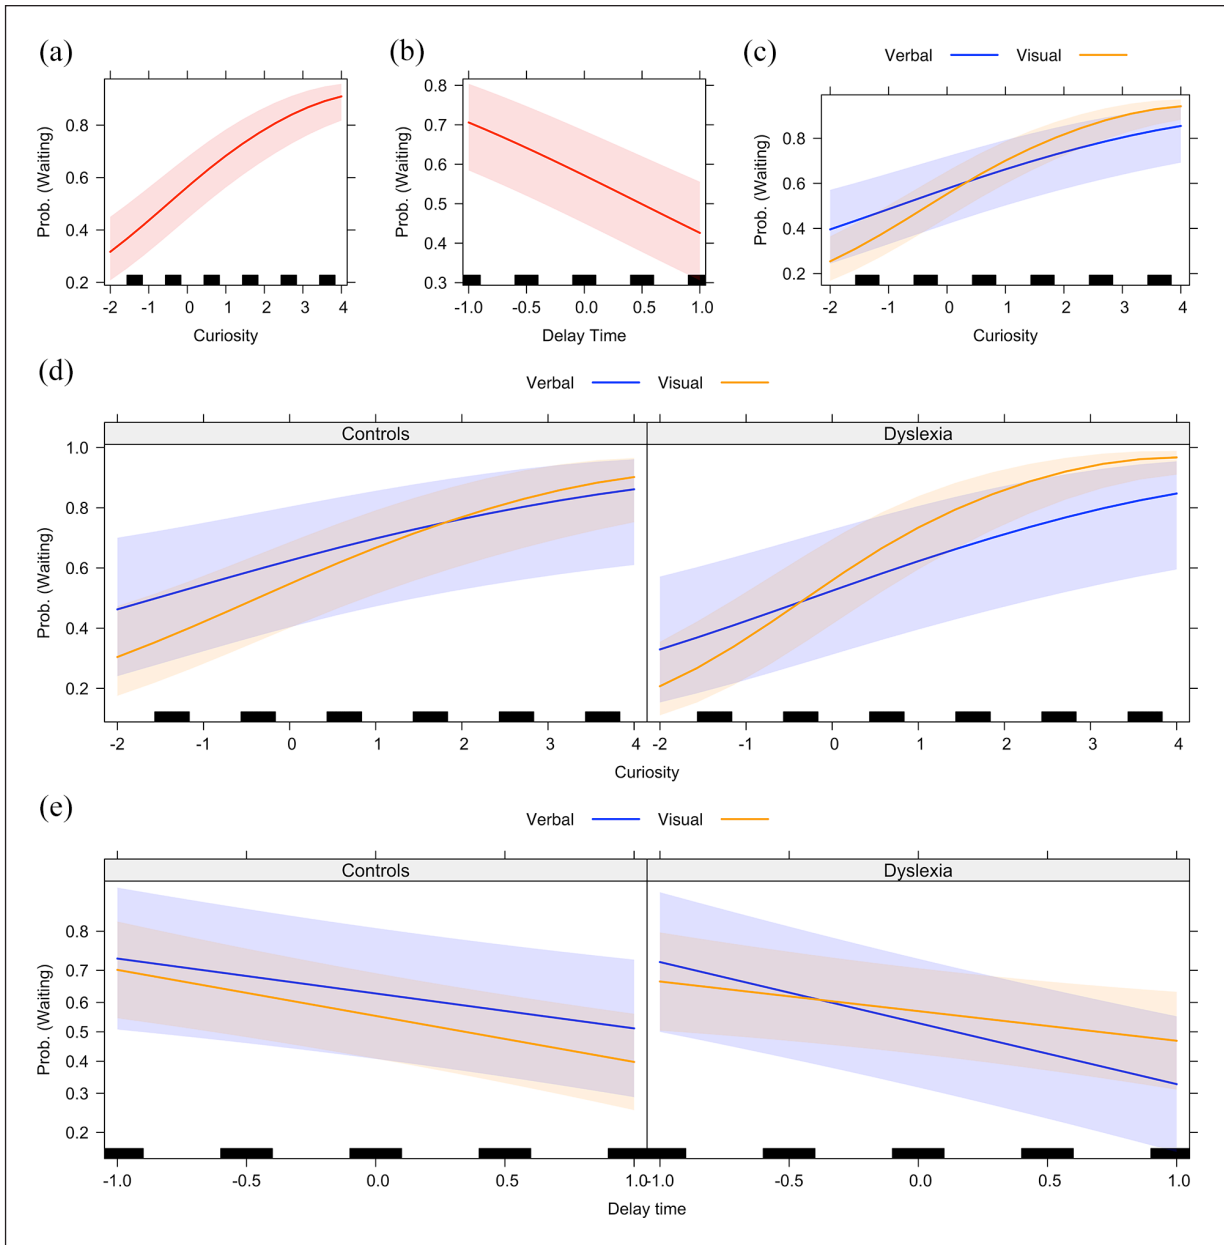 (a)
(b)
(c)
Verbal Visual
Prob. (Waiting)
0.8
0.6
0.4
0.2
-2 -1 0 1 2 3 4
Curiosity
Prob. (Waiting)
0.8
0.7
0.6
0.5
0.4
0.3
-1.0 -0.5 0.0 0.5 1.0
Delay Time
Prob. (Waiting)
0.8
0.6
0.4
0.2
-2 -1 0 1 2 3 4
Curiosity
(d)
Verbal Visual
Controls Dyslexia
Prob. (Waiting)
1.0
0.8
0.6
0.4
0.2
-2 -1 0 1 2 3 4 -2 -1 0 1 2 3 4
Curiosity
(e)
Verbal Visual
Controls Dyslexia
Prob. (Waiting)
0.8
0.7
0.6
0.5
0.4
0.3
0.2
-1.0 -0.5 0.0 0.5 1.0 -1.0 -0.5 0.0 0.5 1.0
Delay time